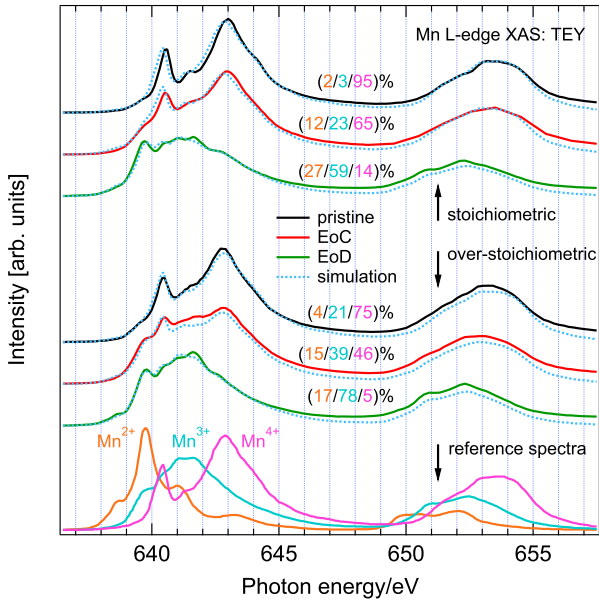 Mn L-edge XAS: TEY
(2/3/95)%
(12/23/65)%
(27/59/14)%
stoichiometric
pristine
EoC
EoD
simulation
over-stoichiometric
(4/21/75)%
(15/39/46)%
(17/78/5)%
Mn²⁺ Mn³⁺ Mn⁴⁺
reference spectra
Intensity [arb. units]
640 645 650 655
Photon energy/eV